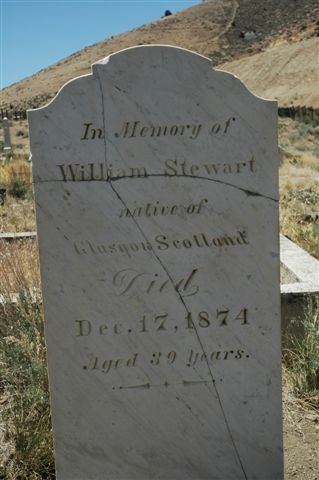 In Memory of
William Stewart
native of
Glasgow Scotland
Died
Dec. 17, 1874
Aged 39 years.